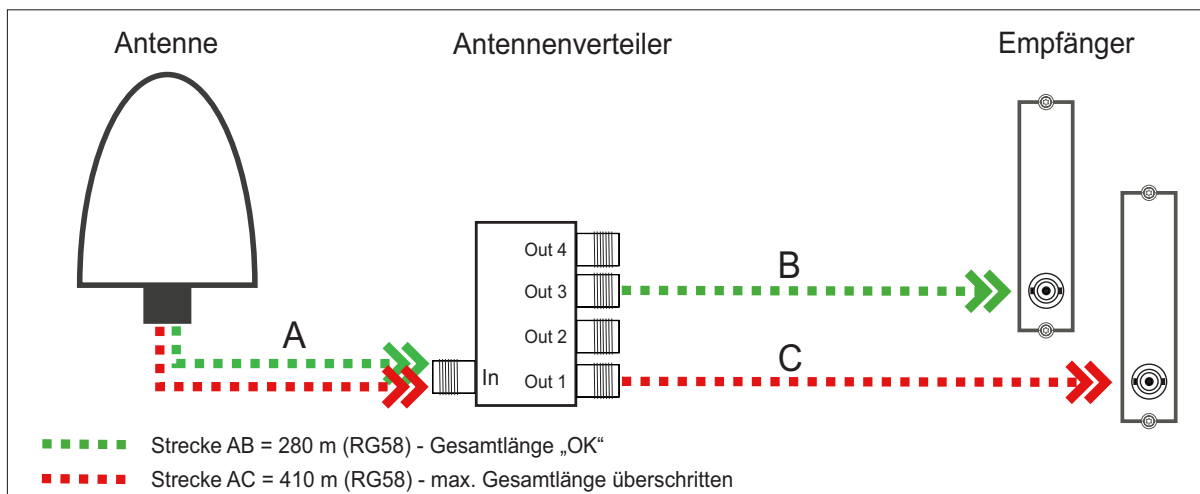 Antenne
Antennenverteiler
Empfänger
Out 4
Out 3
B
Out 2
A
In
Out 1
C
Strecke AB = 280 m (RG58) - Gesamtlänge „OK“
Strecke AC = 410 m (RG58) - max. Gesamtlänge überschritten